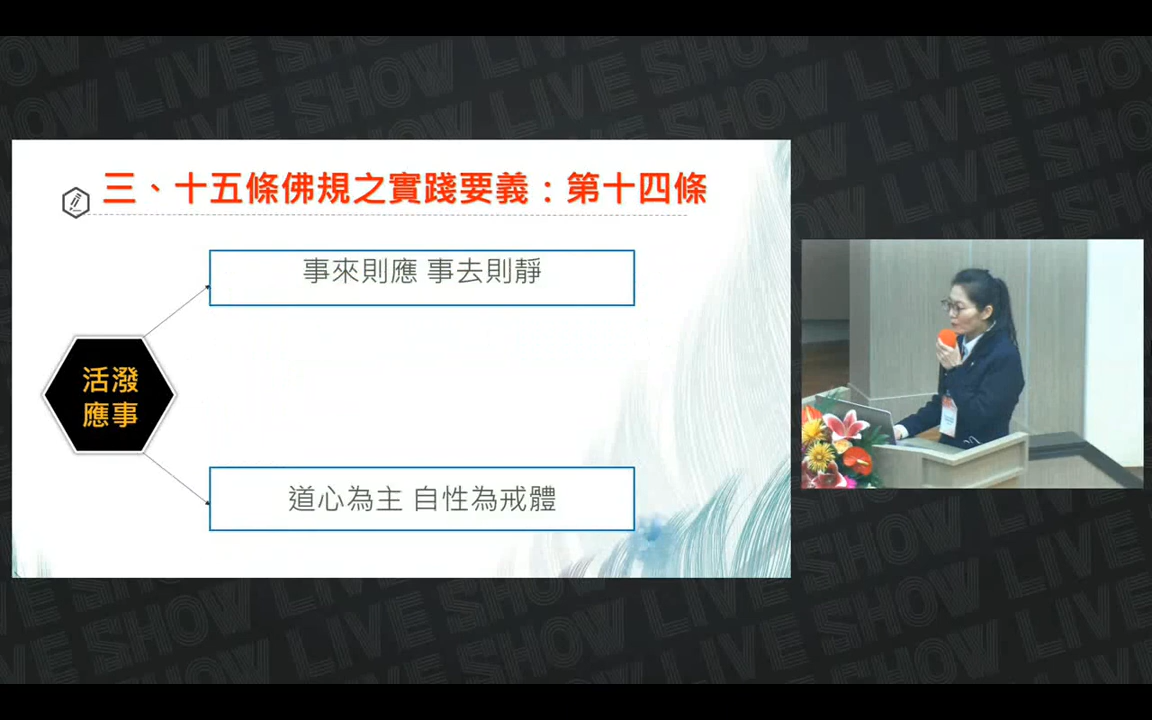 三、十五條佛規之實踐要義：第十四條
事來則應 事去則靜
活潑
應事
道心為主 自性為戒體
LIVE SHOW